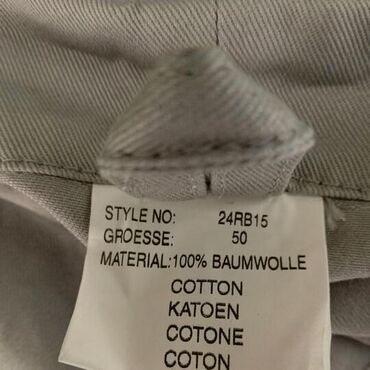 STYLE NO: 24RB15
GROESSE: 50
MATERIAL:100% BAUMWOLLE
COTTON
KATOEN
COTONE
COTON